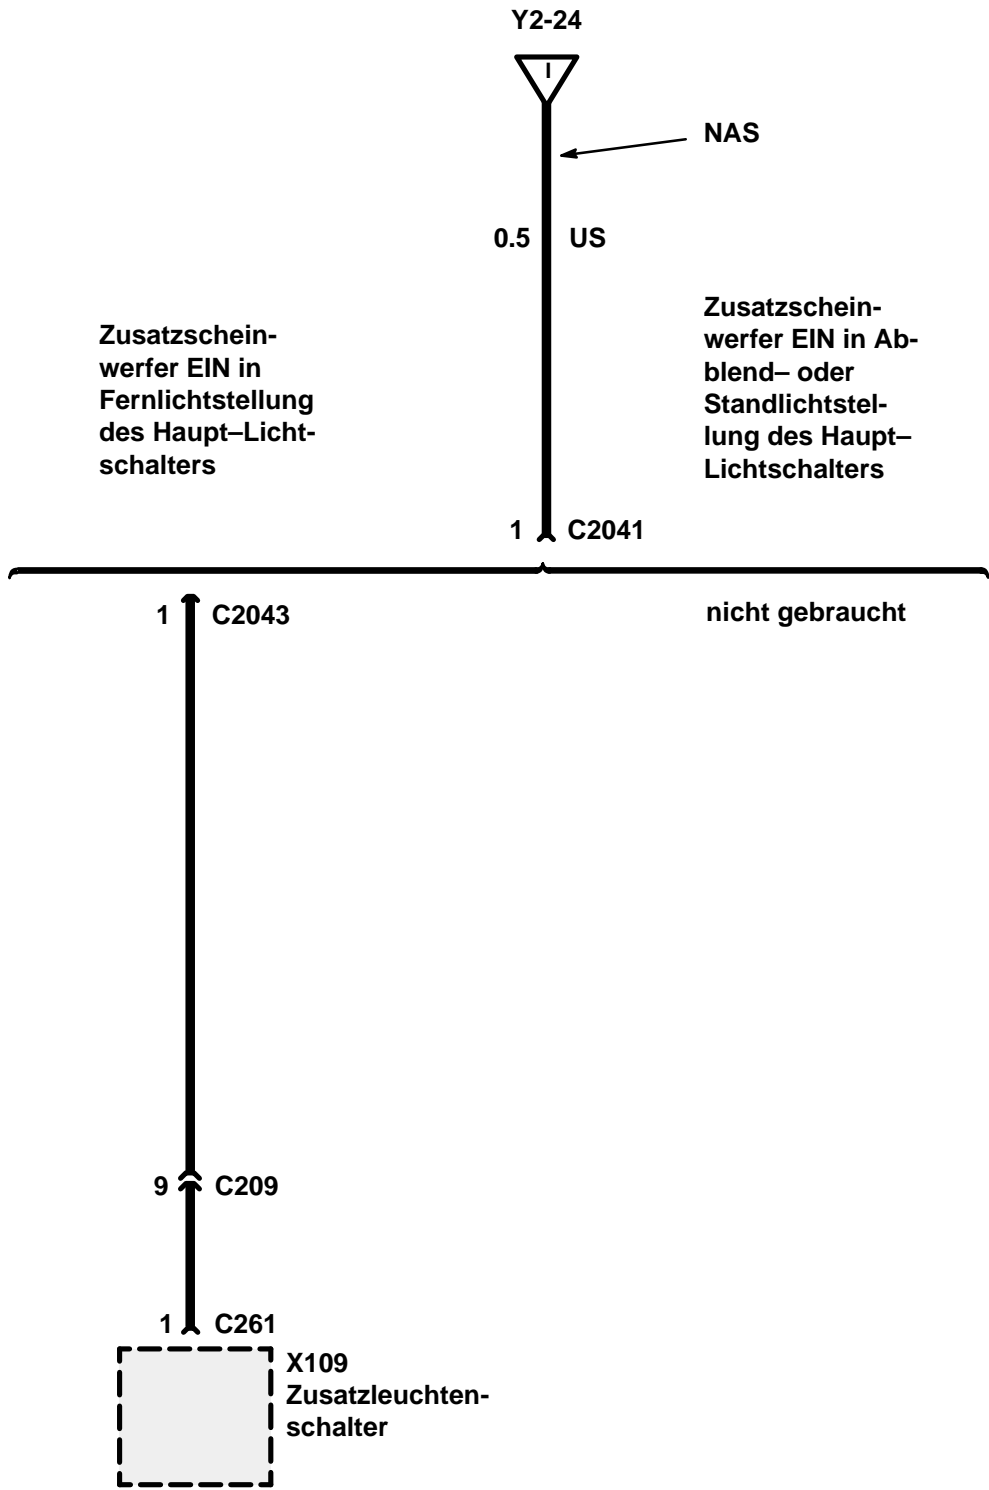 Y2-24
I
NAS
0.5 US
Zusatzschein-
werfer EIN in
Fernlichtstellung
des Haupt–Licht-
schalters
Zusatzschein-
werfer EIN in Ab-
blend– oder
Standlichtstel-
lung des Haupt–
Lichtschalters
1 C2041
1 C2043
nicht gebraucht
9 C209
1 C261
X109
Zusatzleuchten-
schalter